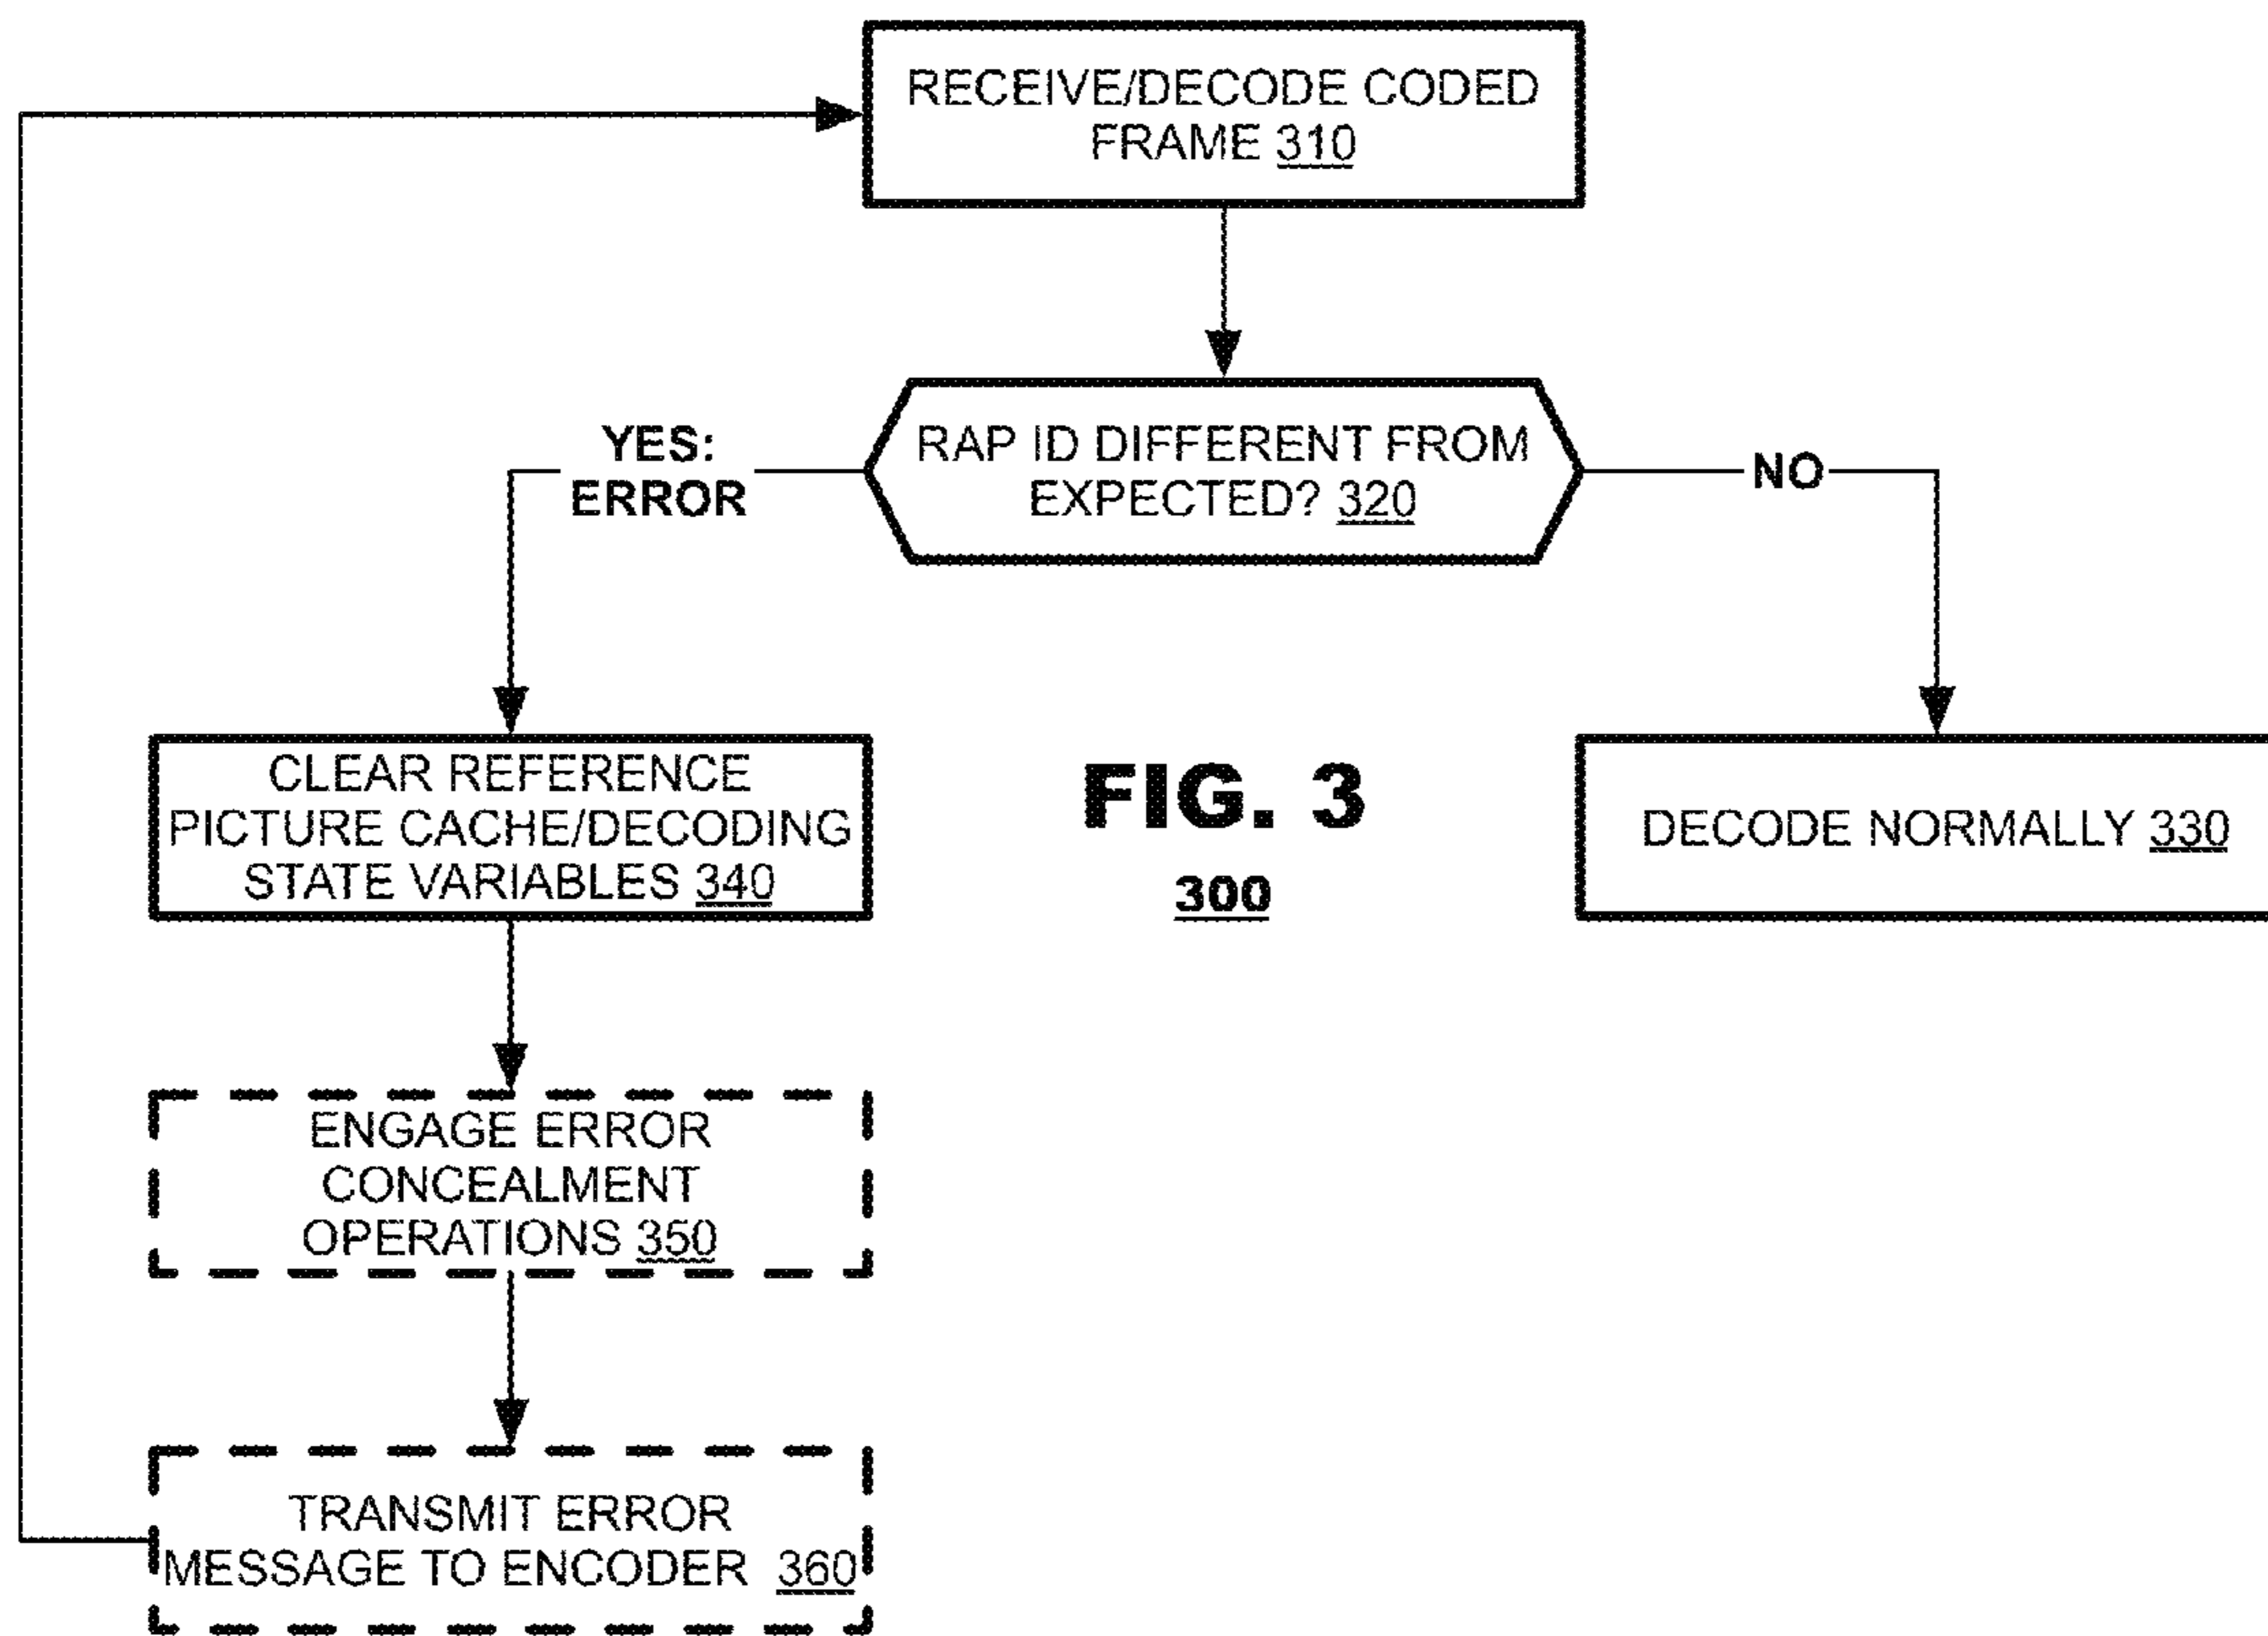 RECEIVE/DECODE CODED
FRAME 310
RAP ID DIFFERENT FROM
EXPECTED? 320
YES:
ERROR
NO
CLEAR REFERENCE
PICTURE CACHE/DECODING
STATE VARIABLES 340
FIG. 3
300
DECODE NORMALLY 330
ENGAGE ERROR
CONCEALMENT
OPERATIONS 350
TRANSMIT ERROR
MESSAGE TO ENCODER 360